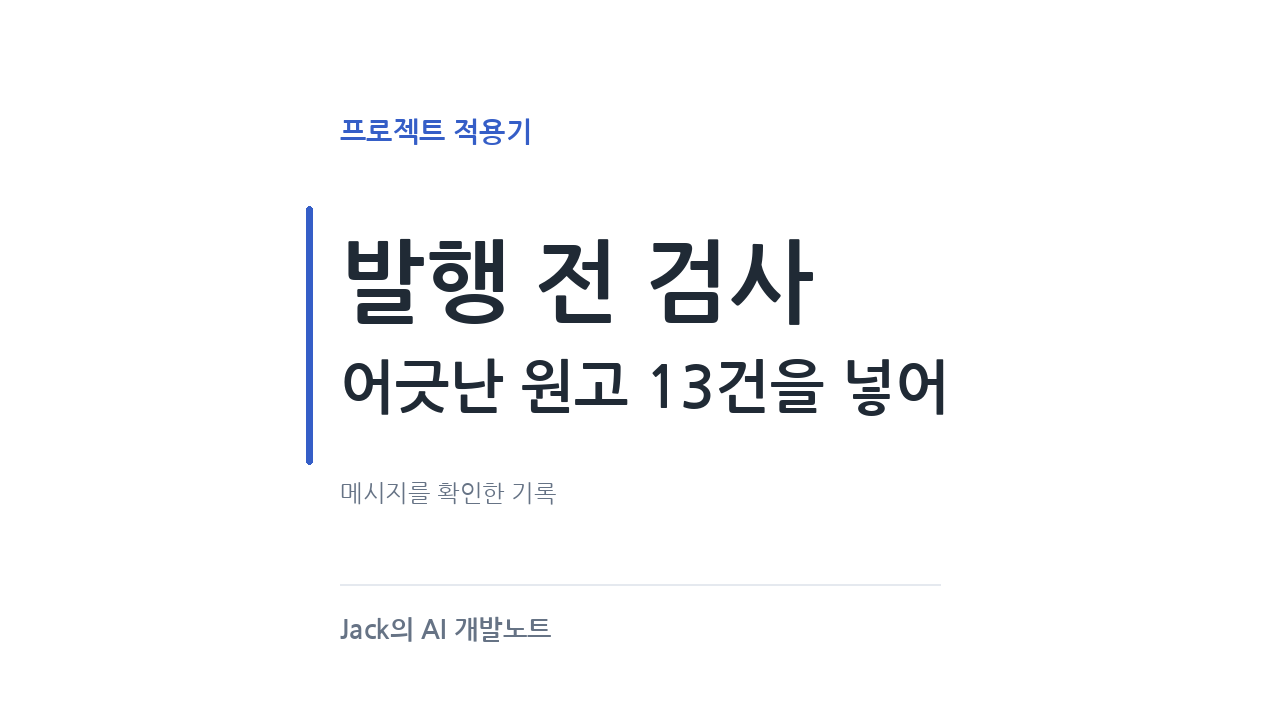 프로젝트 적용기
발행 전 검사
어긋난 원고 13건을 넣어
메시지를 확인한 기록
Jack의 AI 개발노트